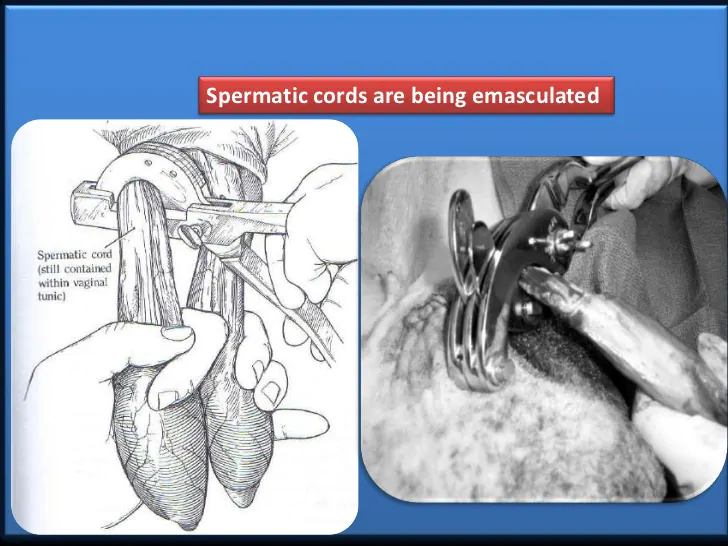 Spermatic cords are being emasculated
Spermatic cord
(still contained
within vaginal
tunic)